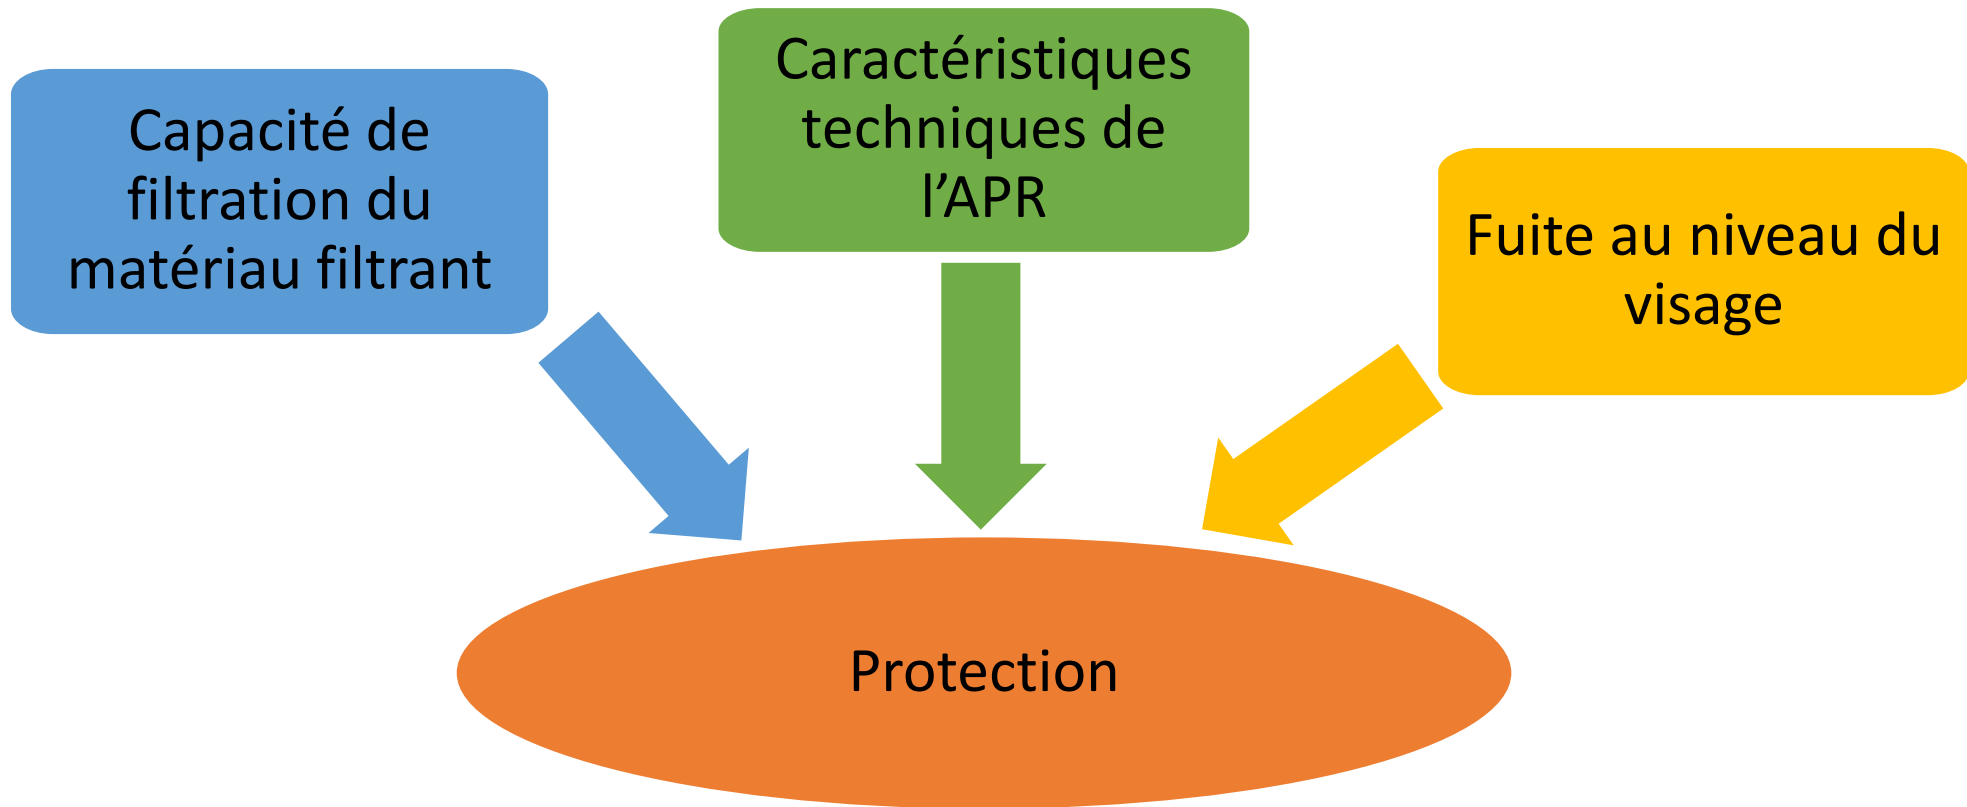 Capacité de
filtration du
matériau filtrant
Caractéristiques
techniques de
l’APR
Fuite au niveau du
visage
Protection